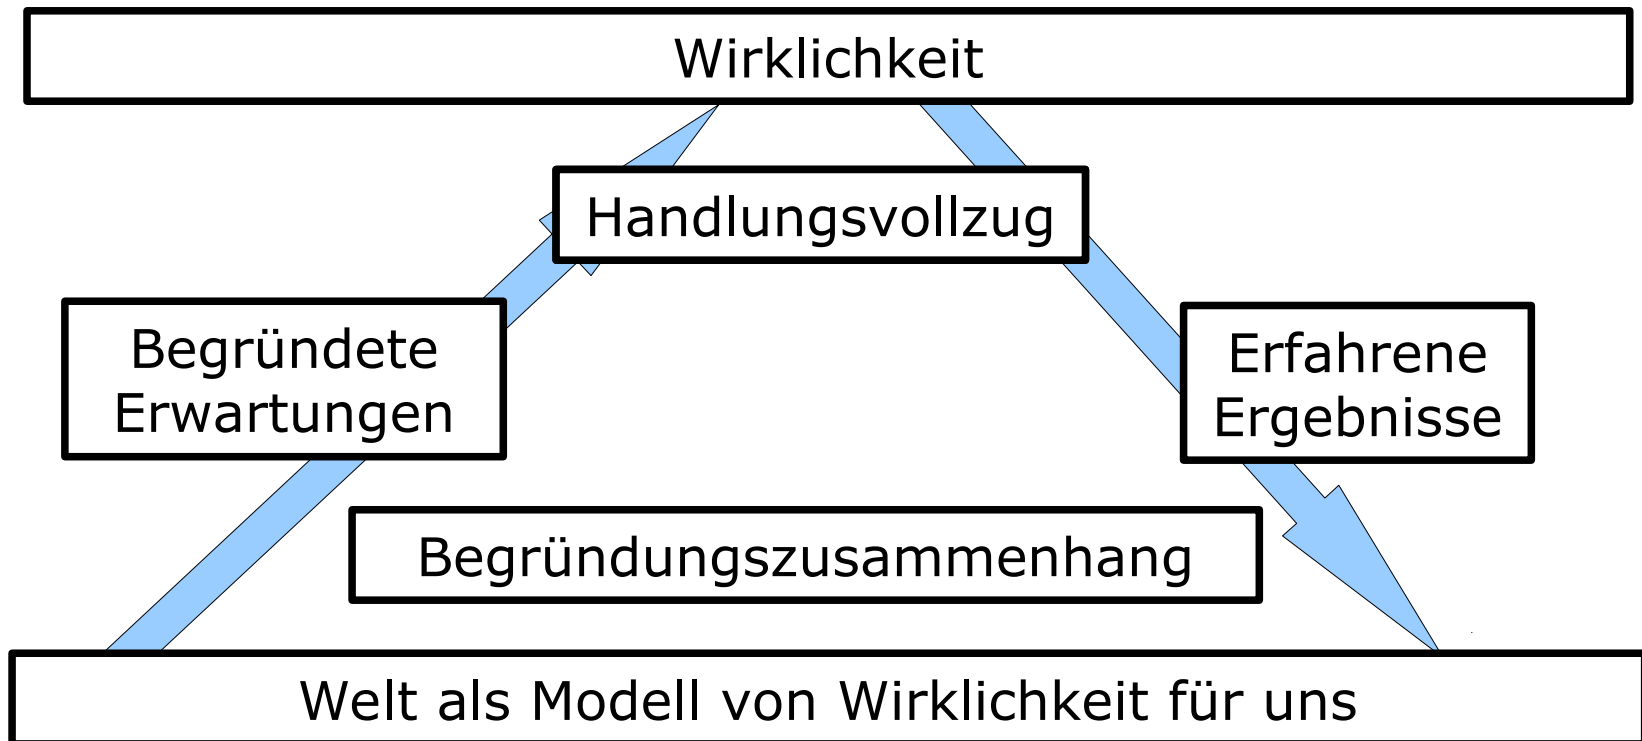 Wirklichkeit
Handlungsvollzug
Begründete
Erwartungen
Erfahrene
Ergebnisse
Begründungszusammenhang
Welt als Modell von Wirklichkeit für uns